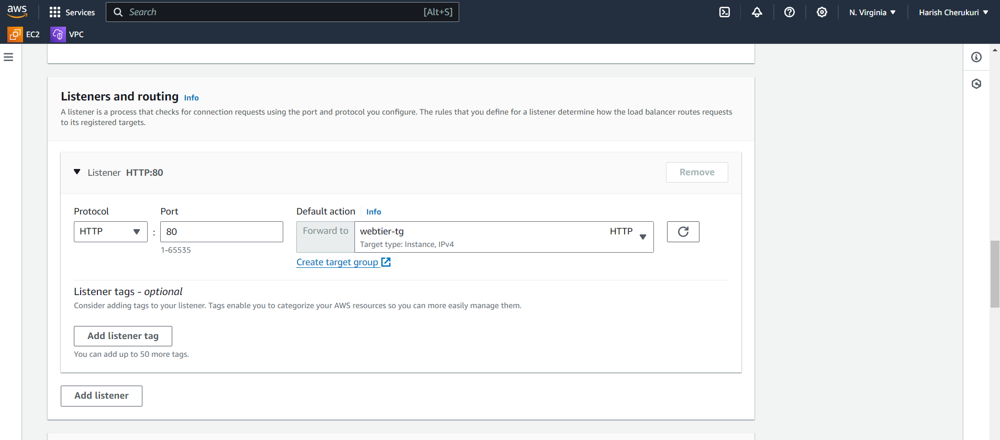 aws
Services
Search [Alt+S]
N. Virginia
Harish Cherukuri
EC2
VPC
Listeners and routing Info
A listener is a process that checks for connection requests using the port and protocol you configure. The rules that you define for a listener determine how the load balancer routes requests
to its registered targets.
Listener HTTP:80
Remove
Protocol
Port
Default action Info
HTTP
:
80
Forward to
webtier-tg
HTTP
Target type: Instance, IPv4
1-65535
Create target group
Listener tags - optional
Consider adding tags to your listener. Tags enable you to categorize your AWS resources so you can more easily manage them.
Add listener tag
You can add up to 50 more tags.
Add listener